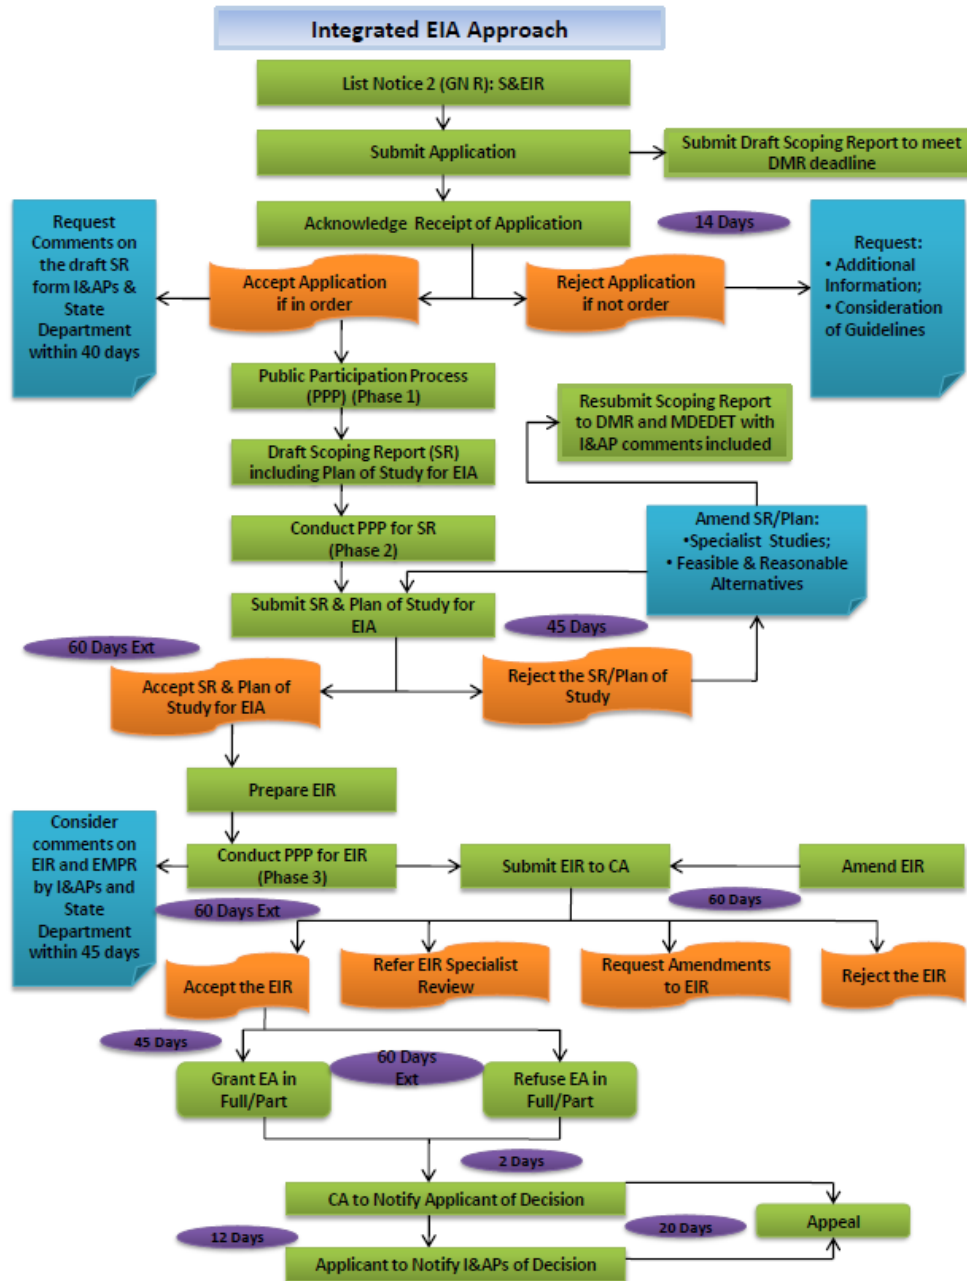 Integrated EIA Approach
List Notice 2 (GN R): S&EIR
Submit Application
Submit Draft Scoping Report to meet
DMR deadline
Acknowledge Receipt of Application
14 Days
Request
Comments on
the draft SR
form I&APs &
State
Department
within 40 days
Accept Application
if in order
Reject Application
if not order
Request:
• Additional
Information;
• Consideration
of Guidelines
Public Participation Process
(PPP) (Phase 1)
Resubmit Scoping Report
to DMR and MDEDET with
I&AP comments included
Draft Scoping Report (SR)
including Plan of Study for EIA
Conduct PPP for SR
(Phase 2)
Amend SR/Plan:
•Specialist Studies;
• Feasible & Reasonable
Alternatives
Submit SR & Plan of Study for
EIA
45 Days
60 Days Ext
Accept SR & Plan of
Study for EIA
Reject the SR/Plan of
Study
Prepare EIR
Consider
comments on
EIR and EMPR
by I&APs and
State
Department
within 45 days
Conduct PPP for EIR
(Phase 3)
Submit EIR to CA
Amend EIR
60 Days Ext
60 Days
Accept the EIR
Refer EIR Specialist
Review
Request Amendments
to EIR
Reject the EIR
45 Days
60 Days
Ext
Grant EA in
Full/Part
Refuse EA in
Full/Part
2 Days
CA to Notify Applicant of Decision
12 Days
20 Days
Appeal
Applicant to Notify I&APs of Decision